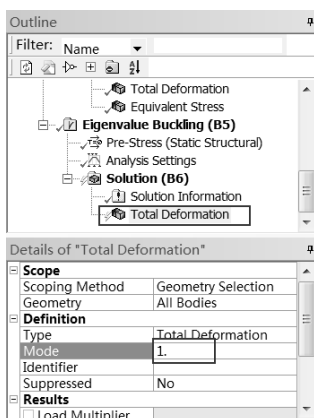 Outline
Filter: Name
Total Deformation
Equivalent Stress
Eigenvalue Buckling (B5)
Pre-Stress (Static Structural)
Analysis Settings
Solution (B6)
Solution Information
Total Deformation
Details of "Total Deformation"
Scope
Scoping Method Geometry Selection
Geometry All Bodies
Definition
Type Total Deformation
Mode 1.
Identifier
Suppressed No
Results
Load Multiplier